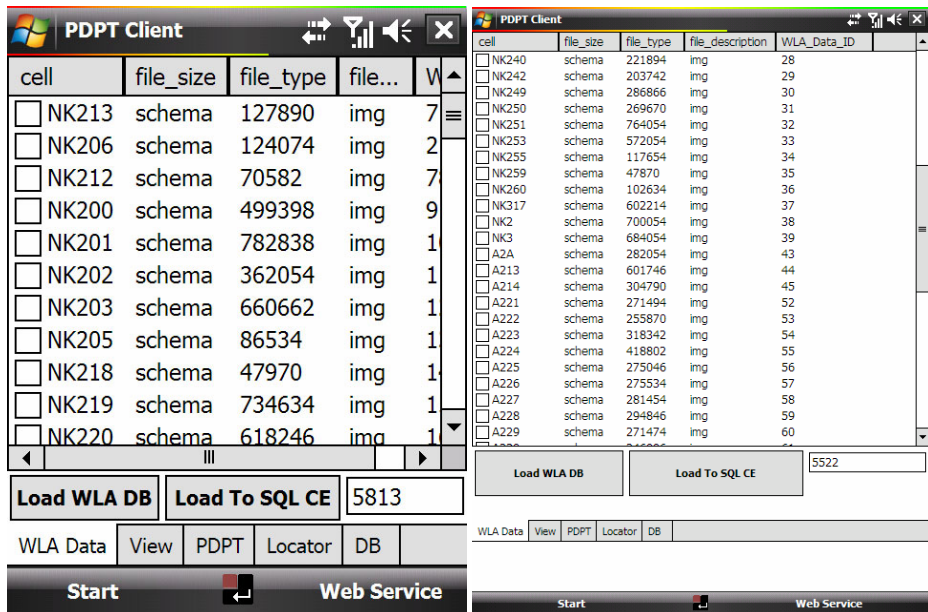 PDPT Client
cell file_size file_type file... W
NK213 schema 127890 img 7
NK206 schema 124074 img 2
NK212 schema 70582 img
NK200 schema 499398 img 9
NK201 schema 782838 img
NK202 schema 362054 img 1
NK203 schema 660662 img
NK205 schema 86534 img
NK218 schema 47970 img
NK219 schema 734634 img
NK220 schema 618246 img
Load WLA DB Load To SQL CE 5813
WLA Data View PDPT Locator DB
Start Web Service
PDPT Client
cell file_size file_type file_description WLA_Data_ID
NK240 schema 221894 img 28
NK242 schema 203742 img 29
NK249 schema 286866 img 30
NK250 schema 269670 img 31
NK251 schema 764054 img 32
NK253 schema 572054 img 33
NK255 schema 117654 img 34
NK259 schema 47870 img 35
NK260 schema 102634 img 36
NK317 schema 602214 img 37
NK2 schema 700054 img 38
NK3 schema 684054 img 39
A2A schema 282054 img 43
A213 schema 601746 img 44
A214 schema 304790 img 45
A221 schema 271494 img 52
A222 schema 255870 img 53
A223 schema 318342 img 54
A224 schema 418802 img 55
A225 schema 275046 img 56
A226 schema 275534 img 57
A227 schema 281454 img 58
A228 schema 294846 img 59
A229 schema 271474 img 60
Load WLA DB Load To SQL CE 5522
WLA Data View PDPT Locator DB
Start Web Service